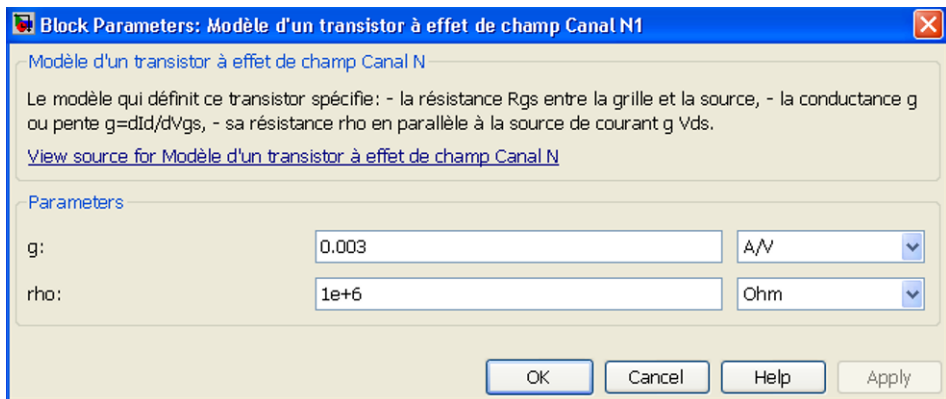 Block Parameters: Modèle d'un transistor à effet de champ Canal N1
Modèle d'un transistor à effet de champ Canal N
Le modèle qui définit ce transistor spécifie: - la résistance Rgs entre la grille et la source, - la conductance g
ou pente g=dId/dVgs, - sa résistance rho en parallèle à la source de courant g Vds.
View source for Modèle d'un transistor à effet de champ Canal N
Parameters
g: 0.003 A/V
rho: 1e+6 Ohm
OK Cancel Help Apply